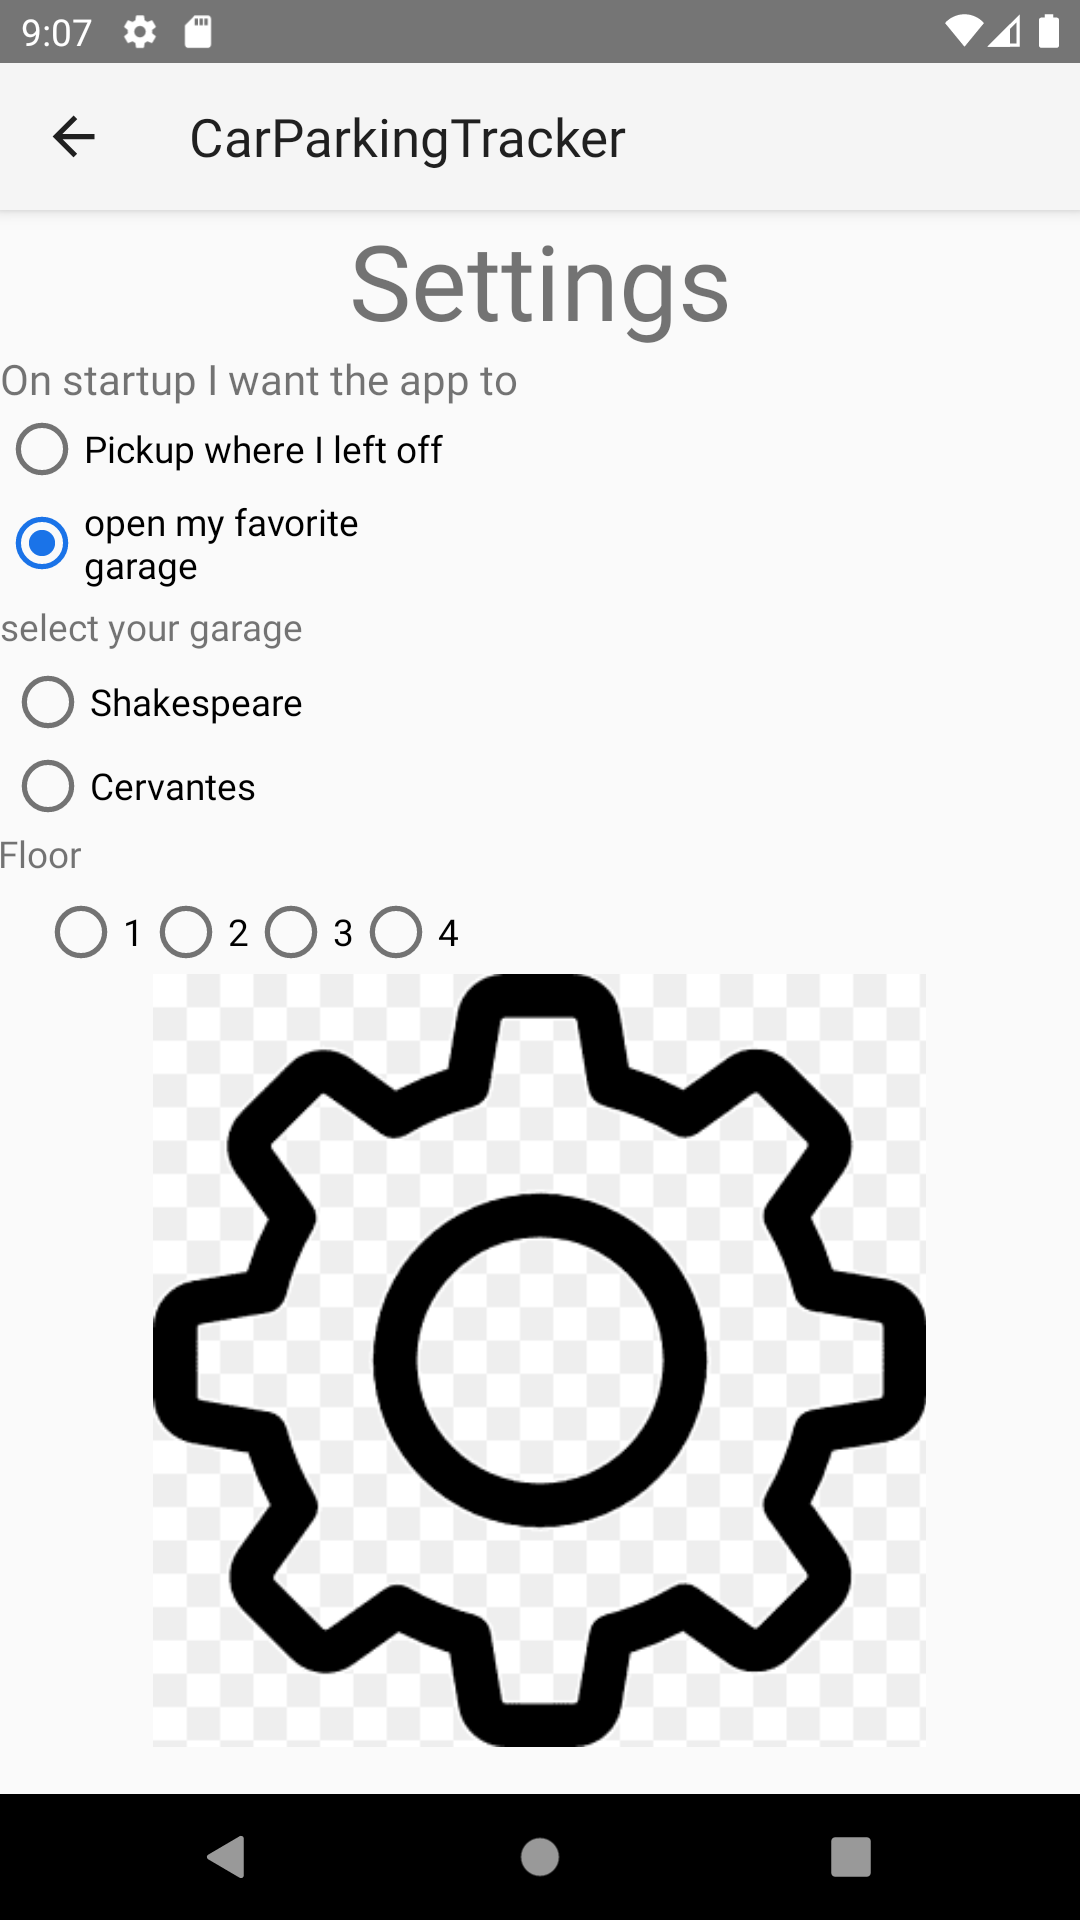 9:07
CarParkingTracker
Settings
On startup I want the app to
Pickup where I left off
open my favorite
garage
select your garage
Shakespeare
Cervantes
Floor
1 2 3 4